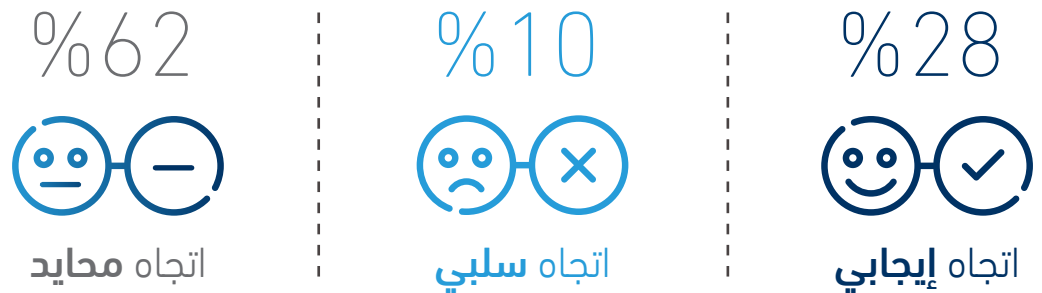 %28
اتجاه إيجابي
%10
اتجاه سلبي
%62
اتجاه محايد